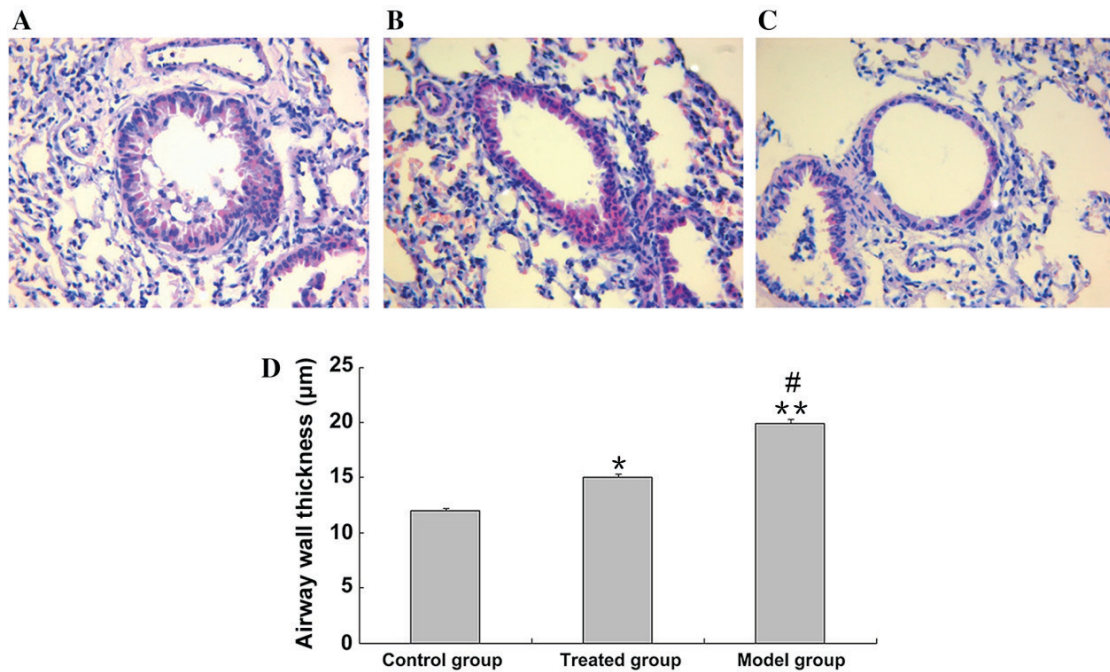 A
B
C
D
Airway wall thickness (µm)
25
20
15
10
5
0
*
#
**
Control group
Treated group
Model group